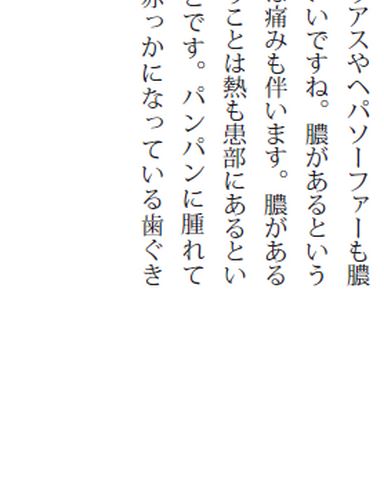 アスやヘパソーファーも膿
いですね。膿があるという
は痛みも伴います。膿がある
ことは熱も患部にあるとい
とです。パンパンに腫れて
赤っかになっている歯ぐき